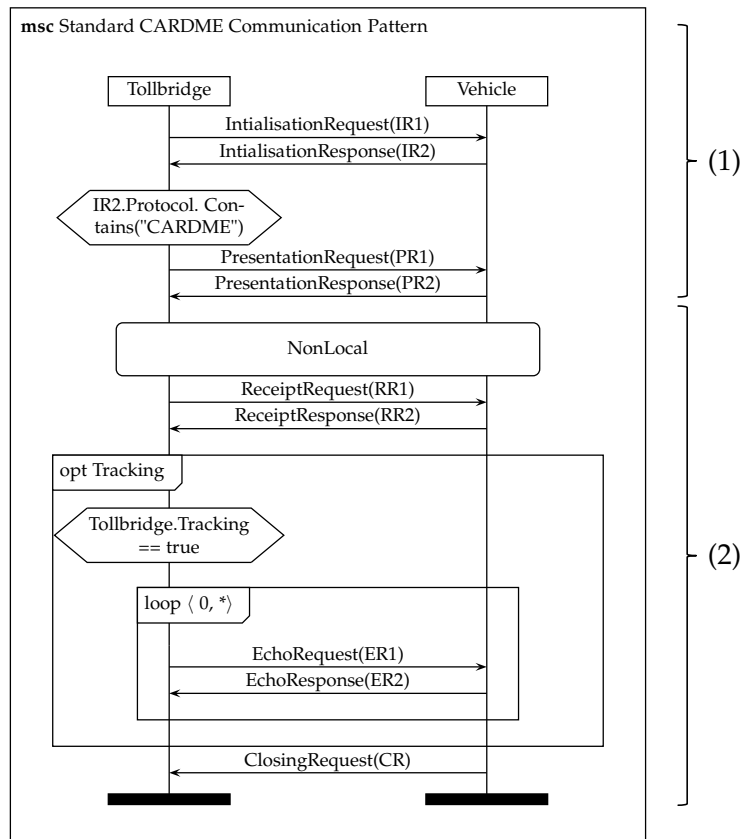 msc Standard CARDME Communication Pattern
Tollbridge
Vehicle
IntialisationRequest(IR1)
IntialisationResponse(IR2)
(1)
IR2.Protocol. Con-
tains("CARDME")
PresentationRequest(PR1)
PresentationResponse(PR2)
NonLocal
ReceiptRequest(RR1)
ReceiptResponse(RR2)
opt Tracking
Tollbridge.Tracking
== true
(2)
loop ⟨ 0, *⟩
EchoRequest(ER1)
EchoResponse(ER2)
ClosingRequest(CR)